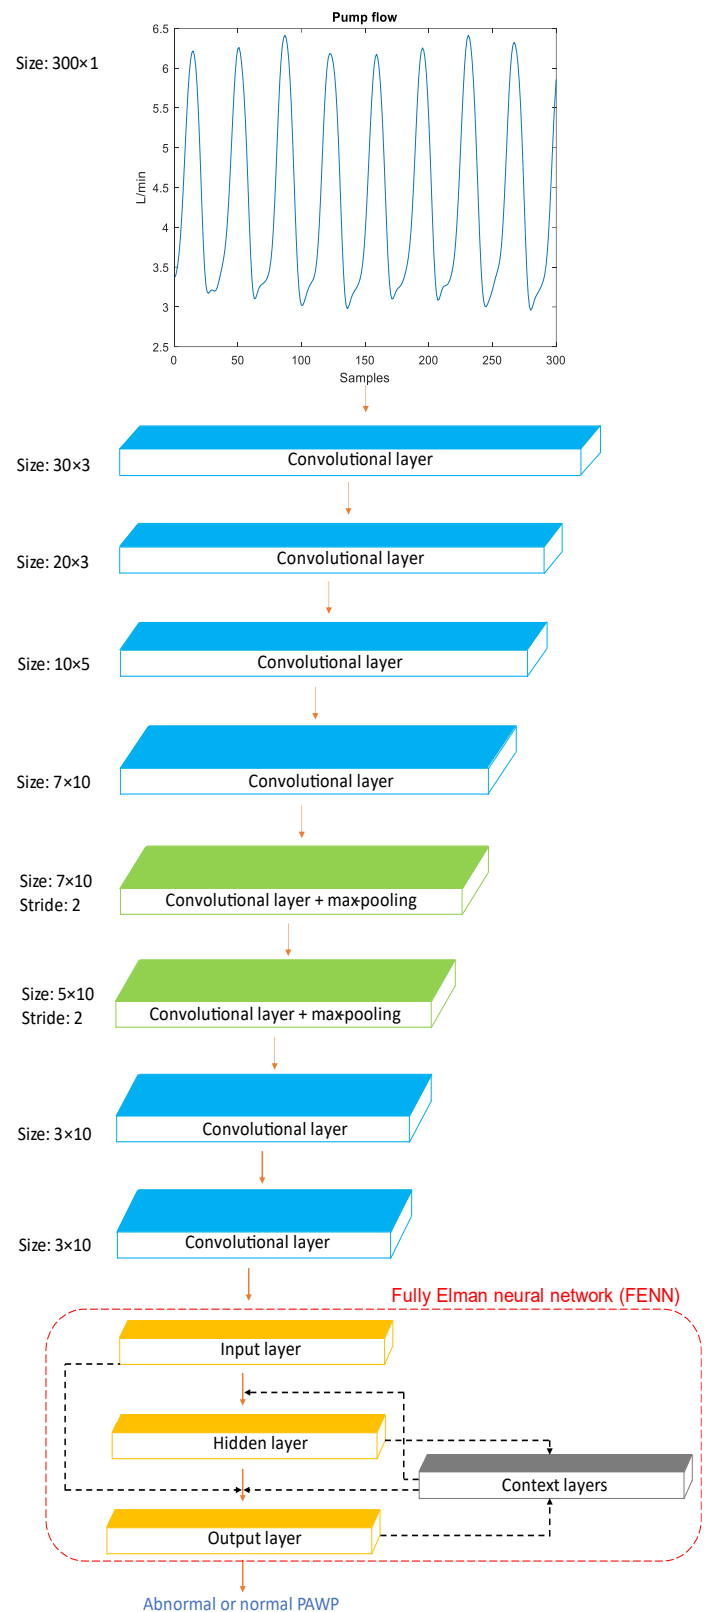 Pump flow
Size: 300×1
6.5
6
5.5
5
4.5
4
3.5
3
2.5
L/min
0 50 100 150 200 250 300
Samples
Size: 30×3
Convolutional layer
Size: 20×3
Convolutional layer
Size: 10×5
Convolutional layer
Size: 7×10
Convolutional layer
Size: 7×10
Stride: 2
Convolutional layer + max-pooling
Size: 5×10
Stride: 2
Convolutional layer + max-pooling
Size: 3×10
Convolutional layer
Size: 3×10
Convolutional layer
Fully Elman neural network (FENN)
Input layer
Hidden layer
Context layers
Output layer
Abnormal or normal PAWP